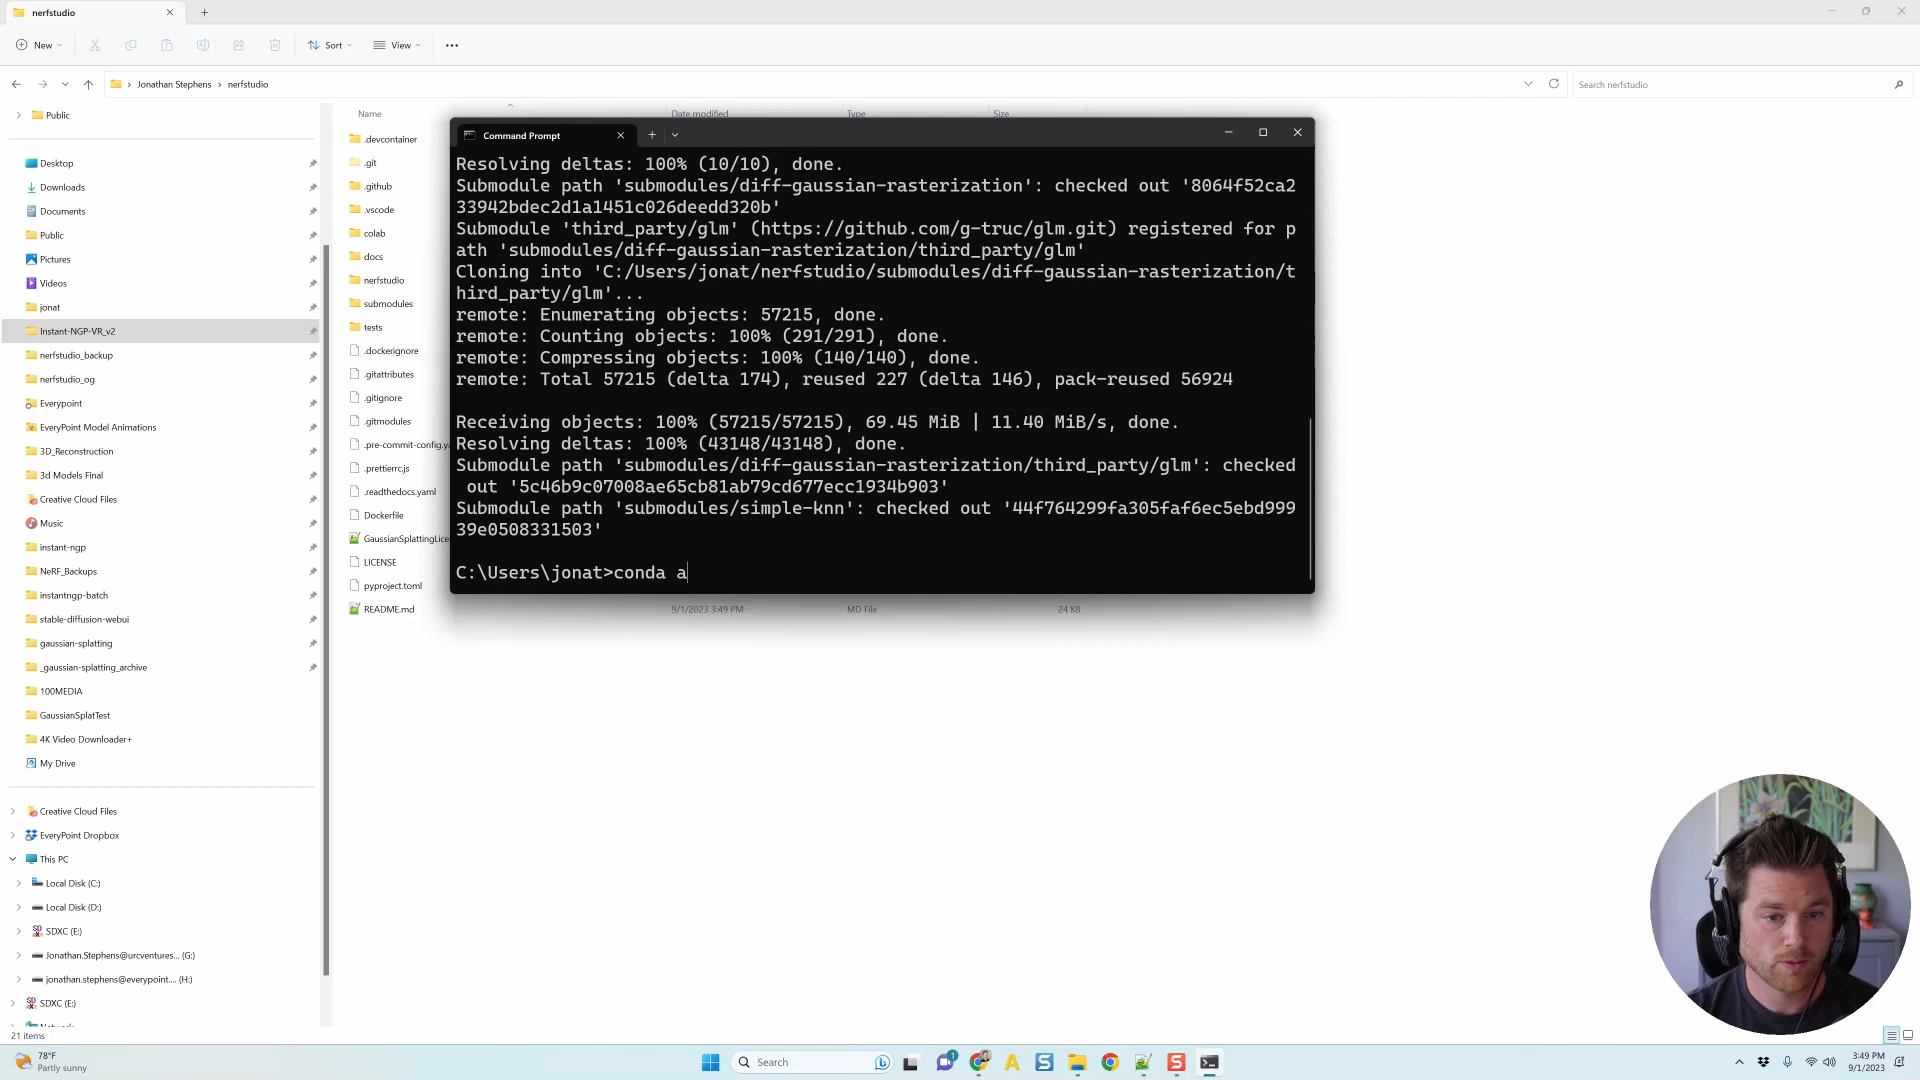 nerfstudio
New
Sort
View
Jonathan Stephens
nerfstudio
Search nerfstudio
Public
Desktop
Downloads
Documents
Public
Pictures
Videos
jonat
Instant-NGP-VR_v2
nerfstudio_backup
nerfstudio_og
Everypoint
EveryPoint Model Animations
3D_Reconstruction
3d Models Final
Creative Cloud Files
Music
instant-ngp
NeRF_Backups
instantngp-batch
stable-diffusion-webui
gaussian-splatting
_gaussian-splatting_archive
100MEDIA
GaussianSplatTest
4K Video Downloader+
My Drive
Creative Cloud Files
EveryPoint Dropbox
This PC
Local Disk (C:)
Local Disk (D:)
SDXC (E:)
Jonathan.Stephens@urcventures... (G:)
jonathan.stephens@everypoint.... (H:)
SDXC (E:)
21 items
Name
Date modified
Type
Size
.devcontainer
.git
.github
.vscode
colab
docs
nerfstudio
submodules
tests
.dockerignore
.gitattributes
.gitignore
.gitmodules
.pre-commit-config.y
.prettierrc.js
.readthedocs.yaml
Dockerfile
GaussianSplattingLice
LICENSE
pyproject.toml
README.md
9/1/2023 3:49 PM
MD File
24 KB
Command Prompt
Resolving deltas: 100% (10/10), done.
Submodule path 'submodules/diff-gaussian-rasterization': checked out '8064f52ca2
33942bdec2d1a1451c026deedd320b'
Submodule 'third_party/glm' (https://github.com/g-truc/glm.git) registered for p
ath 'submodules/diff-gaussian-rasterization/third_party/glm'
Cloning into 'C:/Users/jonat/nerfstudio/submodules/diff-gaussian-rasterization/t
hird_party/glm'...
remote: Enumerating objects: 57215, done.
remote: Counting objects: 100% (291/291), done.
remote: Compressing objects: 100% (140/140), done.
remote: Total 57215 (delta 174), reused 227 (delta 146), pack-reused 56924
Receiving objects: 100% (57215/57215), 69.45 MiB | 11.40 MiB/s, done.
Resolving deltas: 100% (43148/43148), done.
Submodule path 'submodules/diff-gaussian-rasterization/third_party/glm': checked
out '5c46b9c07008ae65cb81ab79cd677ecc1934b903'
Submodule path 'submodules/simple-knn': checked out '44f764299fa305faf6ec5ebd999
39e0508331503'
C:\Users\jonat>conda a
78°F
Partly sunny
Search
3:49 PM
9/1/2023